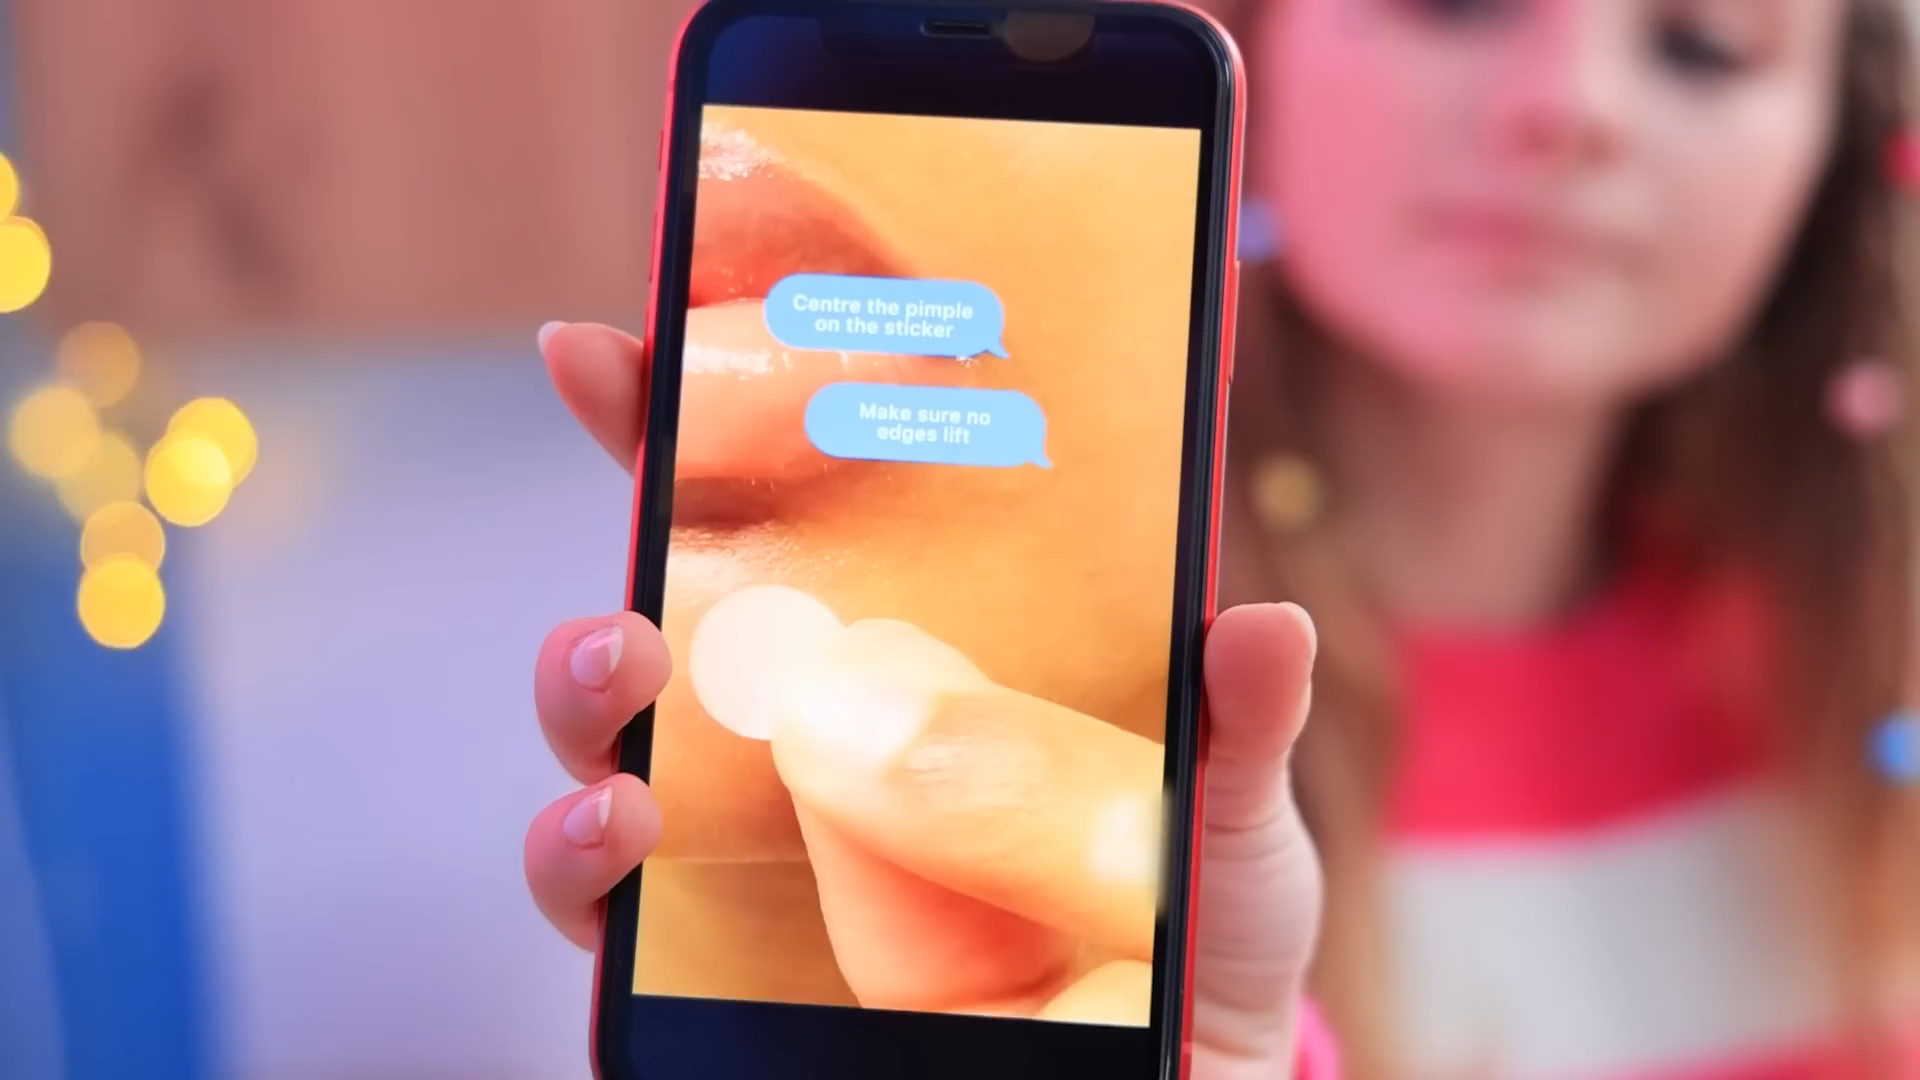 Centre the pimple
on the sticker
Make sure no
edges lift